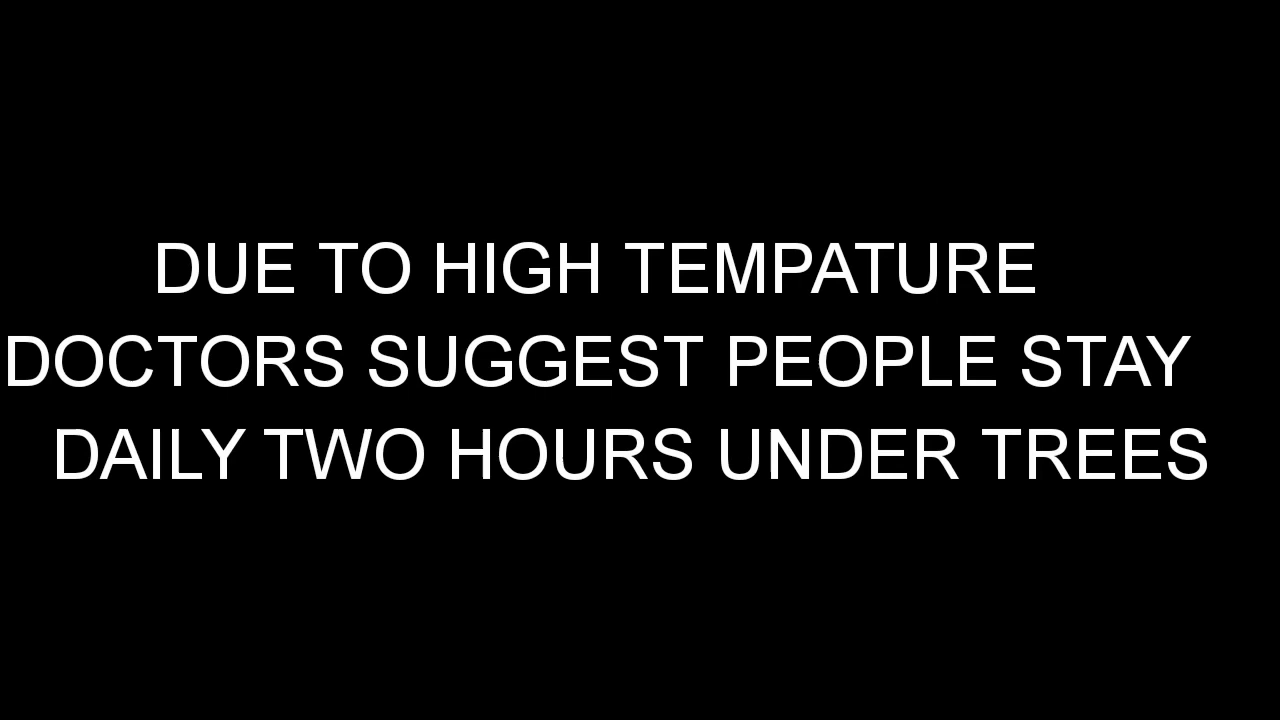 DUE TO HIGH TEMPATURE
DOCTORS SUGGEST PEOPLE STAY
DAILY TWO HOURS UNDER TREES